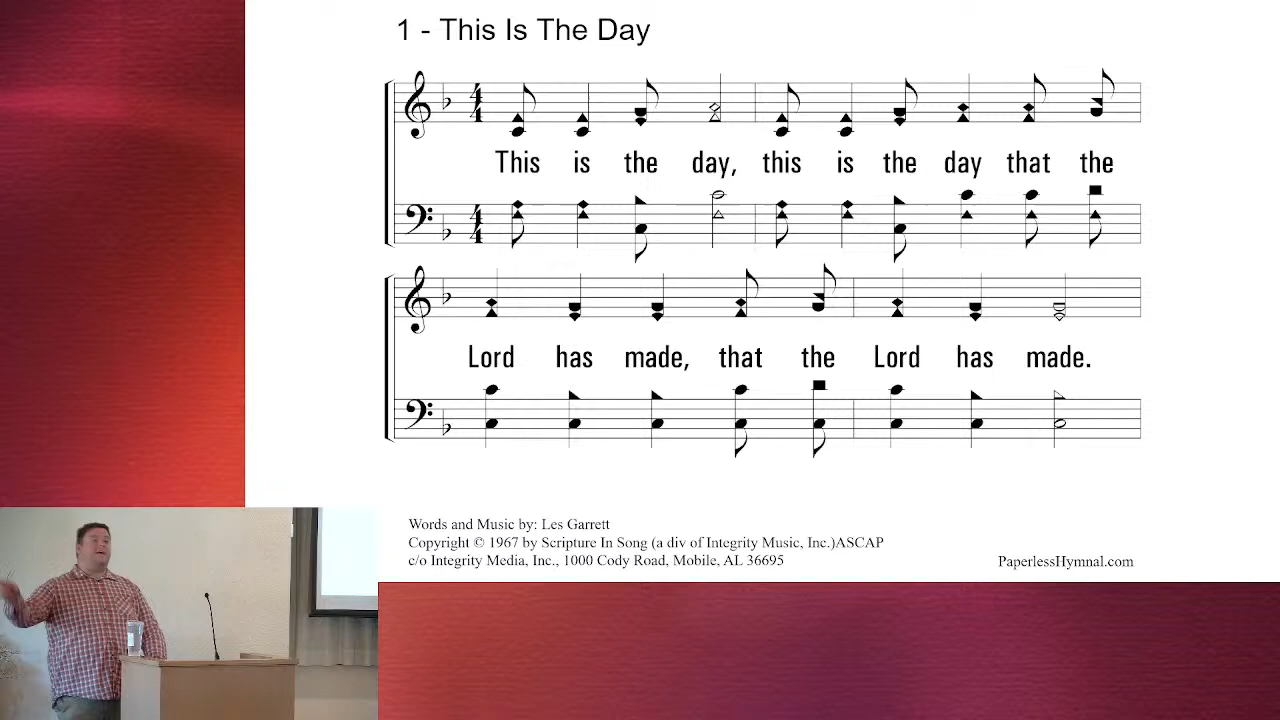 1 - This Is The Day
This is the day, this is the day that the
Lord has made, that the Lord has made.
Words and Music by: Les Garrett
Copyright © 1967 by Scripture In Song (a div of Integrity Music, Inc.)ASCAP
c/o Integrity Media, Inc., 1000 Cody Road, Mobile, AL 36695
PaperlessHymnal.com